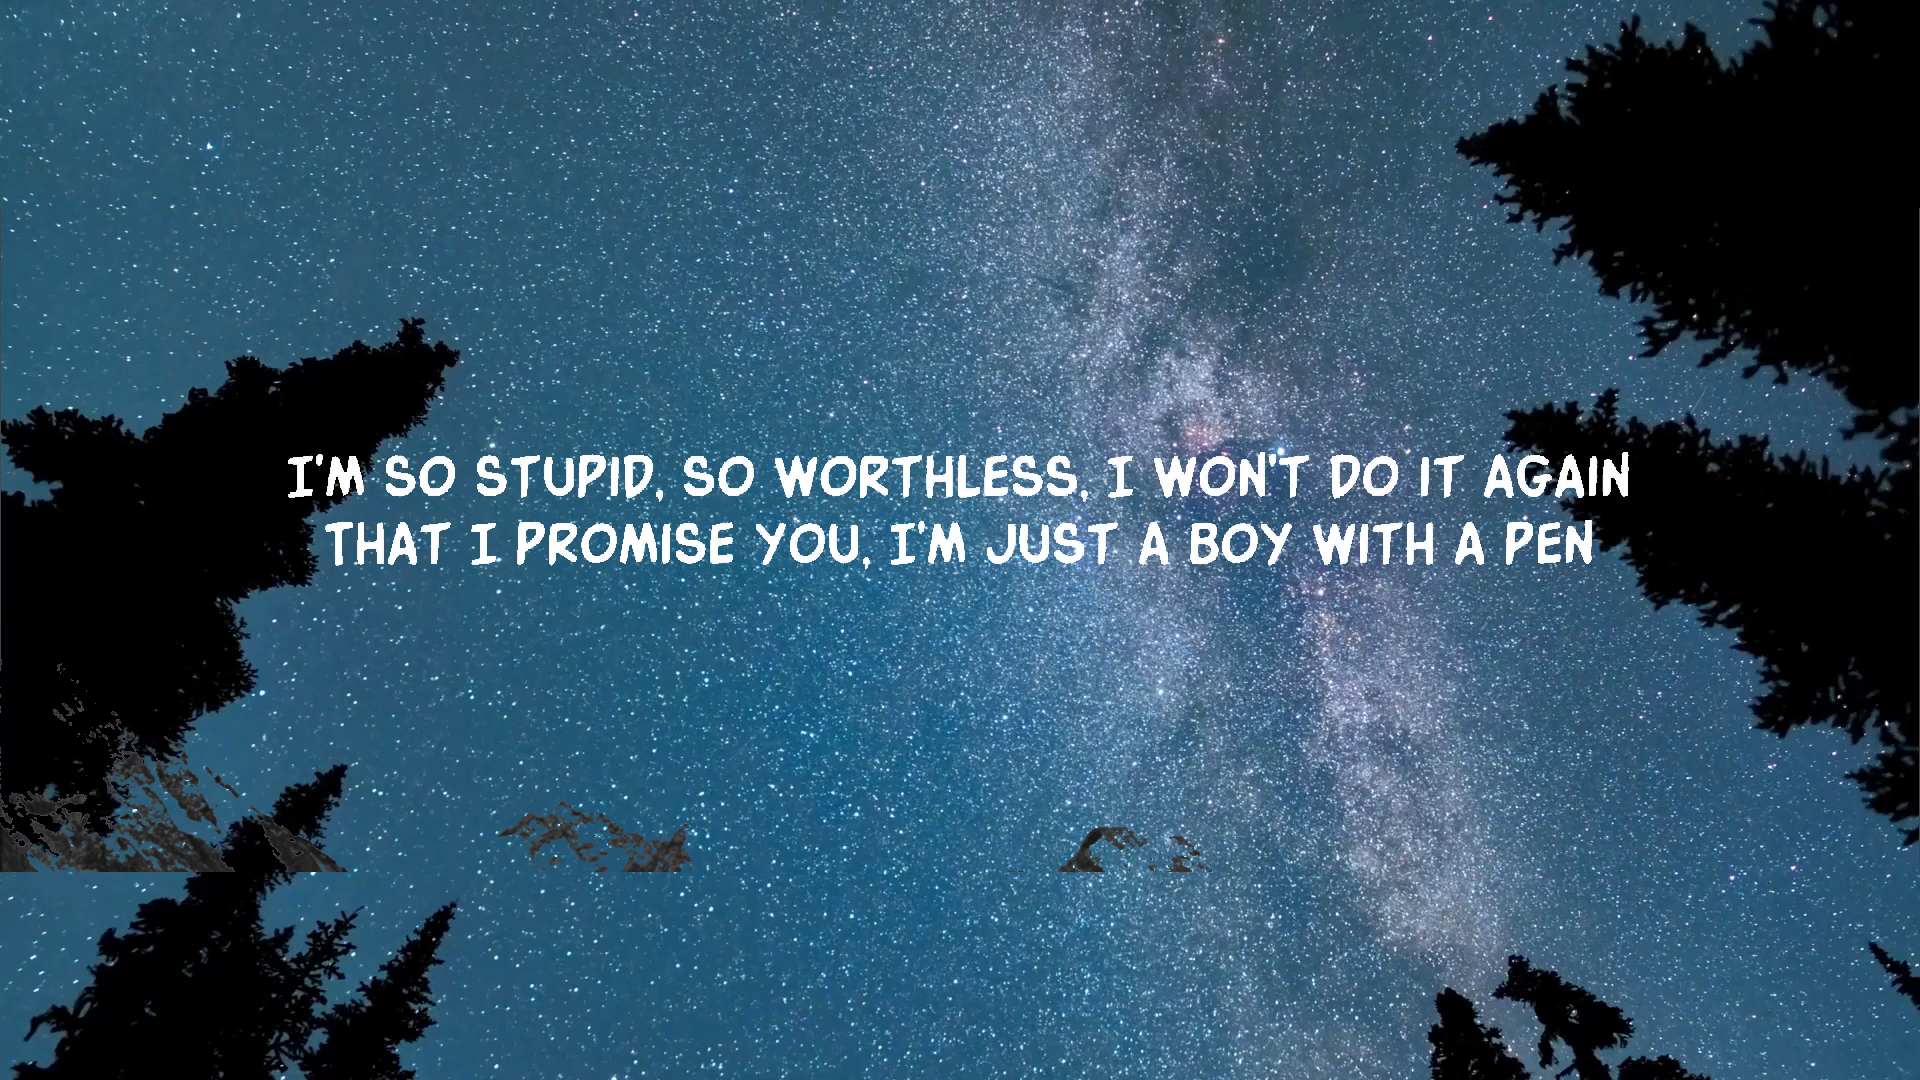 I'M SO STUPID, SO WORTHLESS, I WON'T DO IT AGAIN
THAT I PROMISE YOU, I'M JUST A BOY WITH A PEN